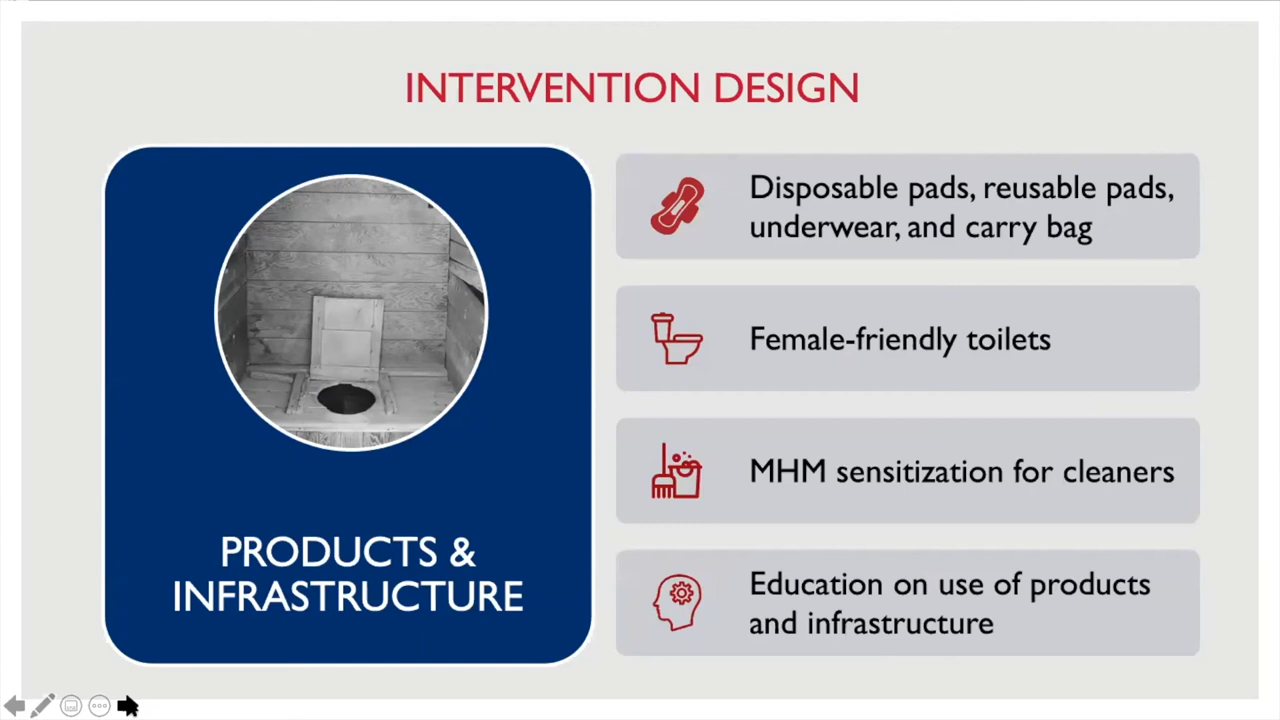 INTERVENTION DESIGN
PRODUCTS &
INFRASTRUCTURE
Disposable pads, reusable pads,
underwear, and carry bag
Female-friendly toilets
MHM sensitization for cleaners
Education on use of products
and infrastructure